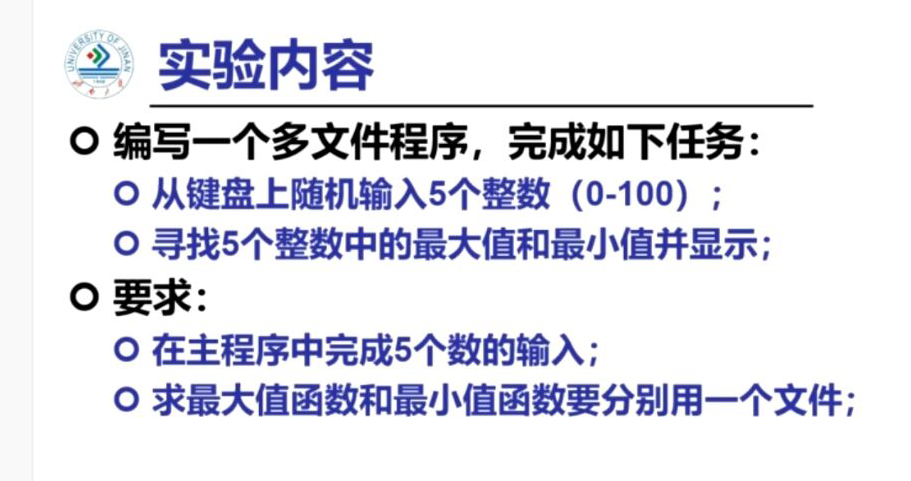 UNIVERSITY OF JINAN
实验内容
编写一个多文件程序，完成如下任务：
从键盘上随机输入5个整数（0-100）；
寻找5个整数中的最大值和最小值并显示；
要求：
在主程序中完成5个数的输入；
求最大值函数和最小值函数要分别用一个文件；